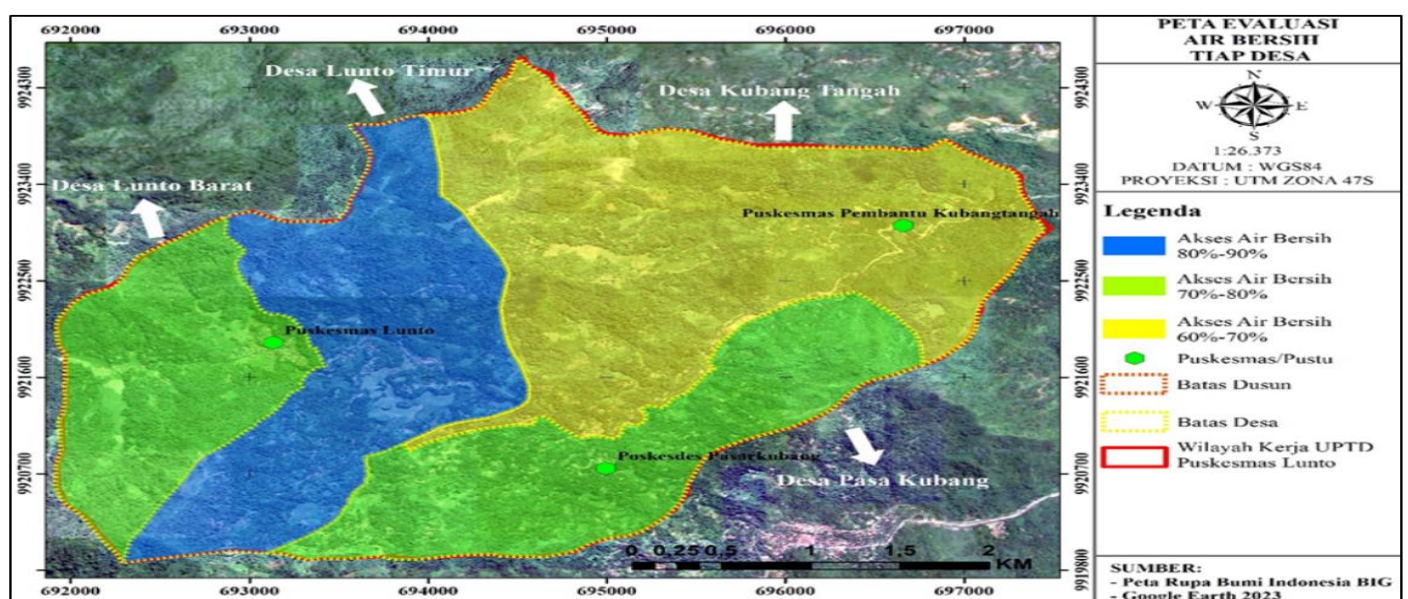 692000 693000 694000 695000 696000 697000
9924300
9923400
9922500
9921600
9920700
9919800
Desa Lunto Timur
Desa Kubang Tangah
Desa Lunto Barat
Puskesmas Pembantu Kubangtangah
Puskesmas Lunto
Poskesdes Pasarkubang
Desa Pasa Kubang
0 0,25 0,5 1 1,5 2
KM
9924300
9923400
9922500
9921600
9920700
9919800
692000 693000 694000 695000 696000 697000
PETA EVALUASI
AIR BERSIH
TIAP DESA
N
W E
S
1:26.373
DATUM : WGS84
PROYEKSI : UTM ZONA 47S
Legenda
Akses Air Bersih
80%-90%
Akses Air Bersih
70%-80%
Akses Air Bersih
60%-70%
Puskesmas/Pustu
Batas Dusun
Batas Desa
Wilayah Kerja UPTD
Puskesmas Lunto
SUMBER:
- Peta Rupa Bumi Indonesia BIG
- Google Earth 2023